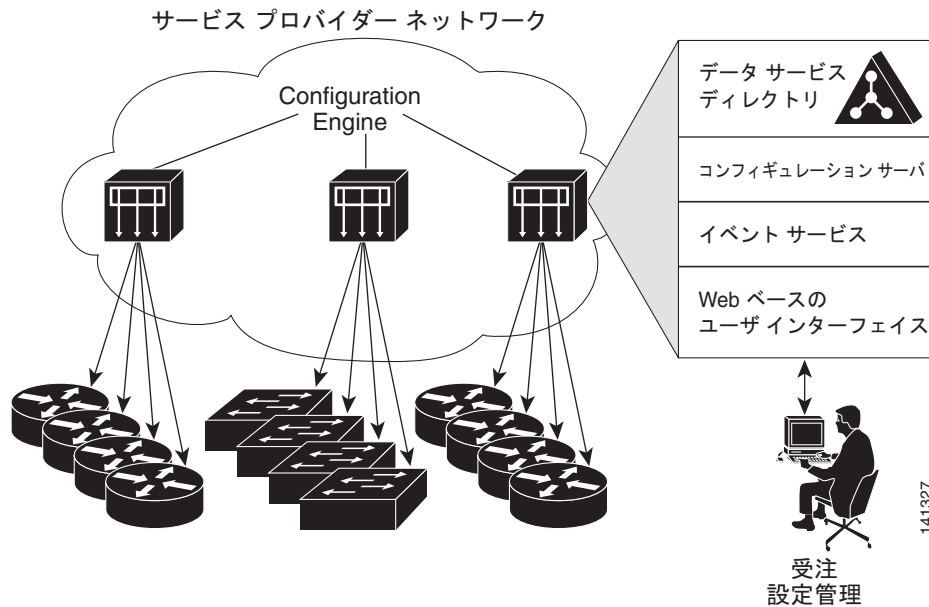 サービス プロバイダー ネットワーク
Configuration
Engine
データ サービス
ディレクトリ
コンフィギュレーション サーバ
イベント サービス
Web ベースの
ユーザ インターフェイス
141327
受注
設定管理